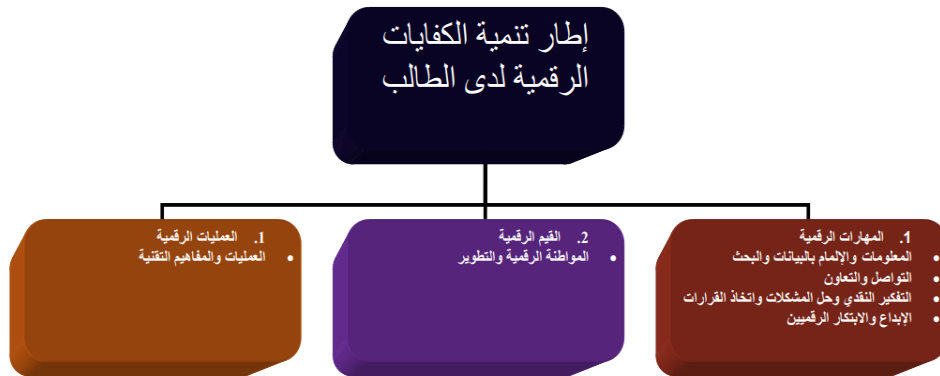 إطار تنمية الكفايات
الرقمية لدى الطالب
1. المهارات الرقمية
• المعلومات والإلمام بالبيانات والبحث
• التواصل والتعاون
• التفكير النقدي وحل المشكلات واتخاذ القرارات
• الإبداع والابتكار الرقميين
2. القيم الرقمية
• المواطنة الرقمية والتطوير
1. العمليات الرقمية
• العمليات والمفاهيم التقنية